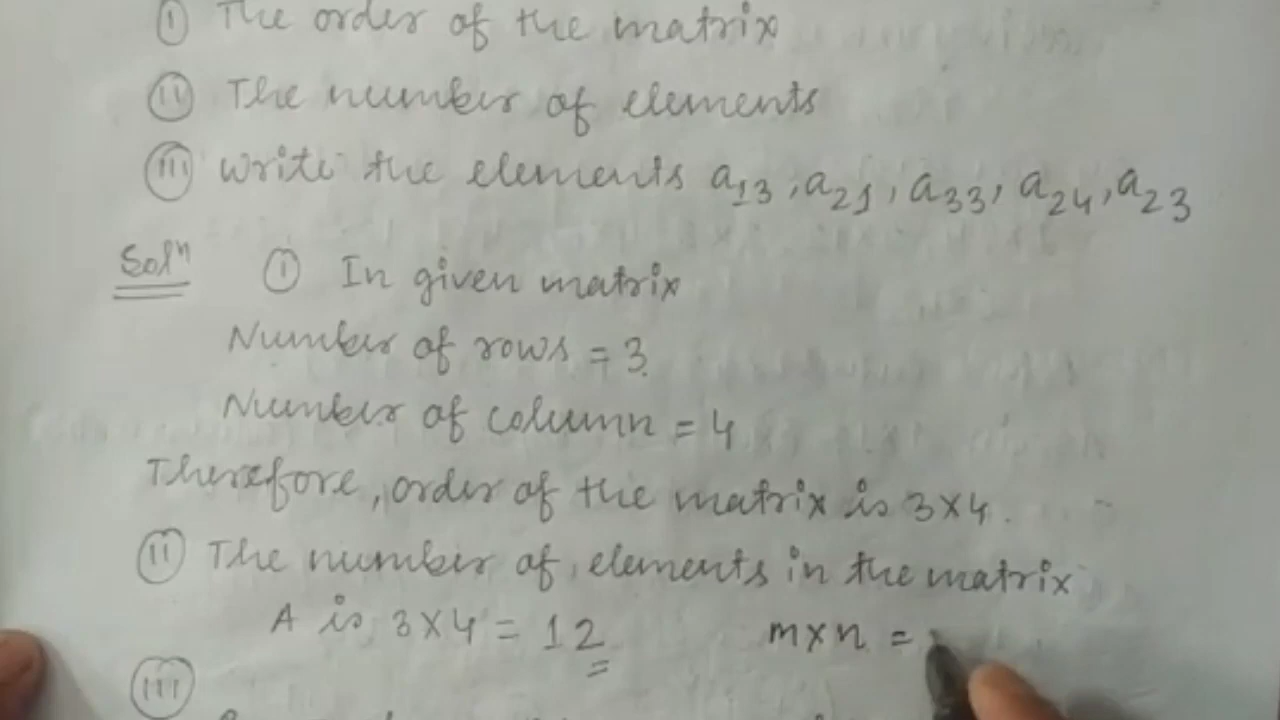 (i) The order of the matrix
(ii) The number of elements
(iii) Write the elements a13, a21, a33, a24, a23
Solⁿ (i) In given matrix
Number of rows = 3.
Number of column = 4
Therefore, order of the matrix is 3×4.
(ii) The number of elements in the matrix
A is 3×4 = 12 m×n =
(iii)